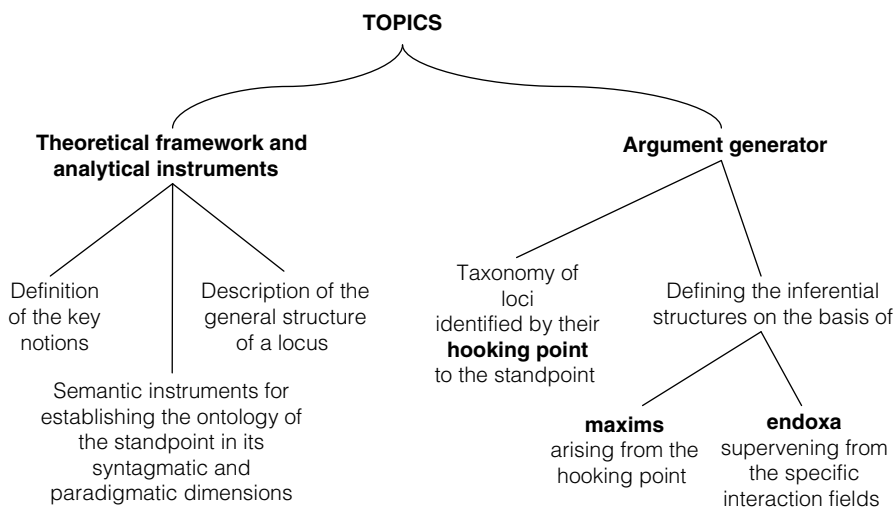 TOPICS
Theoretical framework and
analytical instruments
Argument generator
Definition
of the key
notions
Description of the
general structure
of a locus
Semantic instruments for
establishing the ontology of
the standpoint in its
syntagmatic and
paradigmatic dimensions
Taxonomy of
loci
identified by their
hooking point
to the standpoint
Defining the inferential
structures on the basis of
maxims
arising from the
hooking point
endoxa
supervening from
the specific
interaction fields